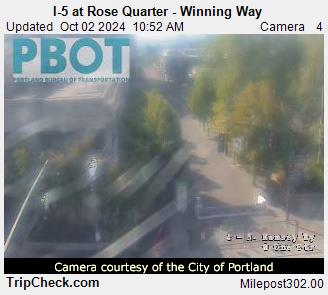 I-5 at Rose Quarter - Winning Way
Updated Oct 02 2024 10:52 AM Camera 4
PBOT
PORTLAND BUREAU OF TRANSPORTATION
Camera courtesy of the City of Portland
TripCheck.com Milepost302.00